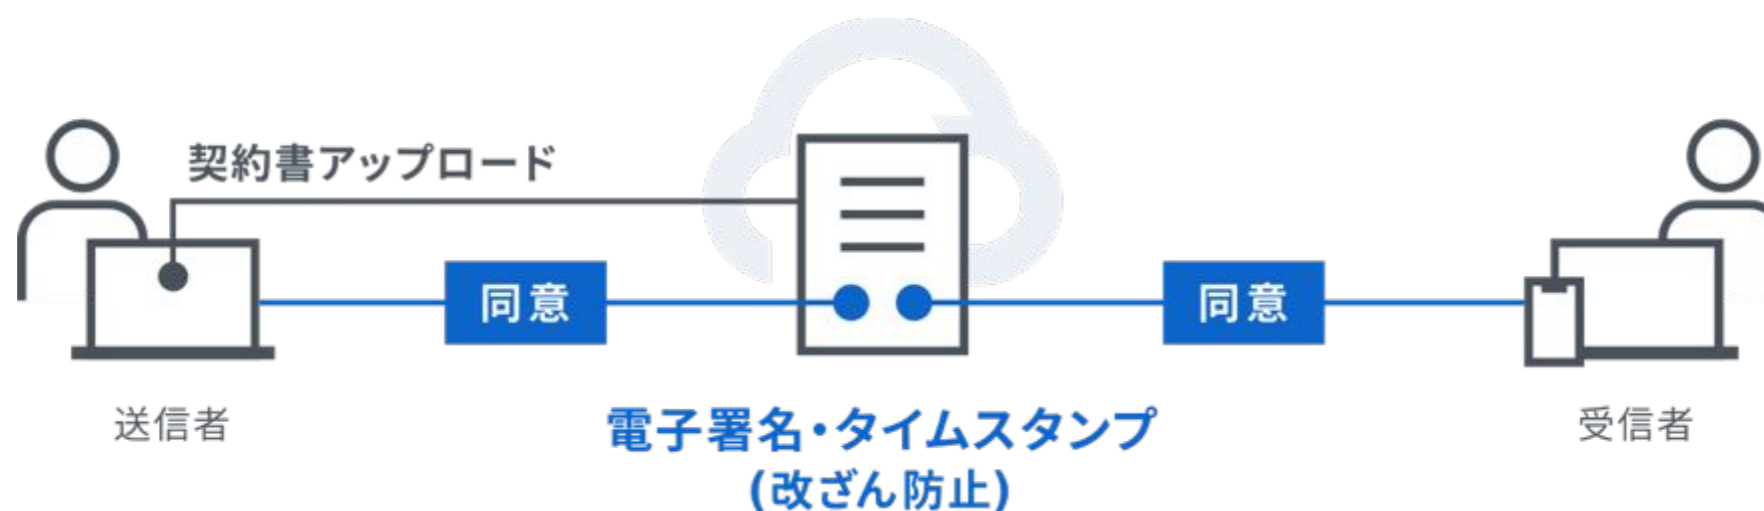 契約書アップロード
同意
同意
送信者
電子署名・タイムスタンプ
(改ざん防止)
受信者